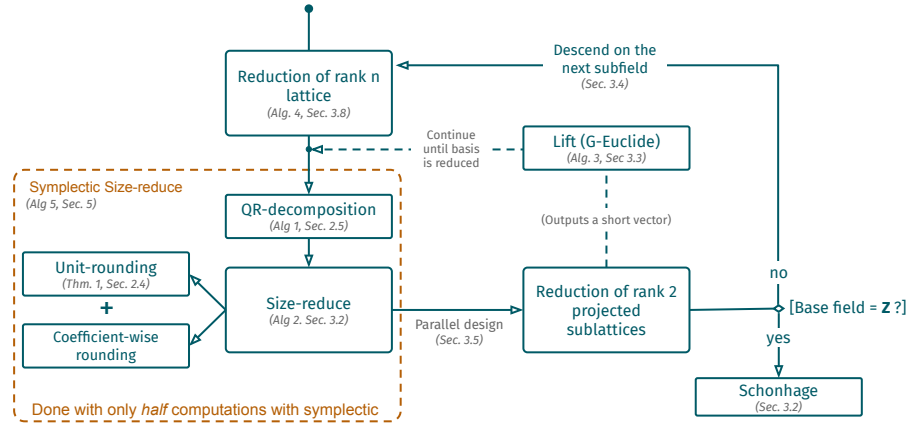 Reduction of rank n
lattice
(Alg. 4, Sec. 3.8)
Descend on the
next subfield
(Sec. 3.4)
Continue
until basis
is reduced
Lift (G-Euclide)
(Alg. 3, Sec 3.3)
Symplectic Size-reduce
(Alg 5, Sec. 5)
QR-decomposition
(Alg 1, Sec. 2.5)
(Outputs a short vector)
Unit-rounding
(Thm. 1, Sec. 2.4)
+
Coefficient-wise
rounding
Size-reduce
(Alg 2. Sec. 3.2)
Parallel design
(Sec. 3.5)
Reduction of rank 2
projected
sublattices
no
[Base field = Z ?]
yes
Schonhage
(Sec. 3.2)
Done with only half computations with symplectic